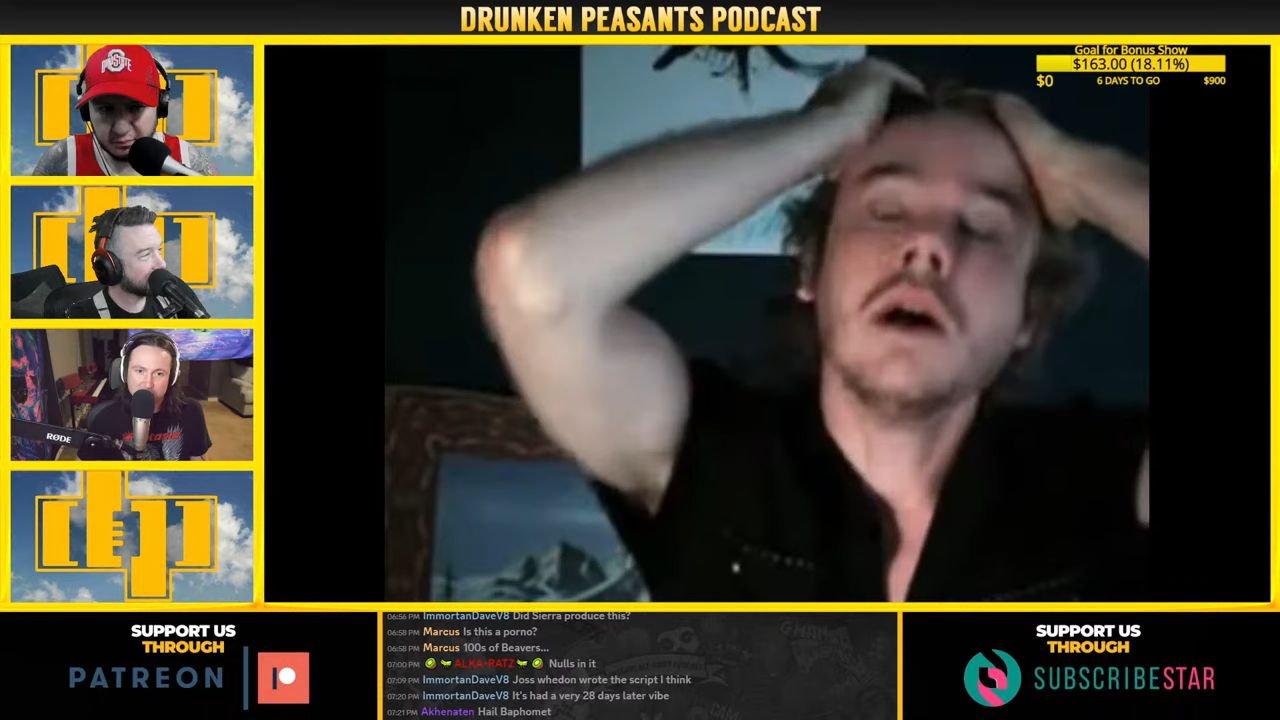 DRUNKEN PEASANTS PODCAST
Goal for Bonus Show
$163.00 (18.11%)
$0
6 DAYS TO GO
$900
RØDE
06:56 PM ImmortanDaveV8 Did Sierra produce this?
06:58 PM Marcus Is this a porno?
06:58 PM Marcus 100s of Beavers...
07:00 PM ALKA-RATZ Nulls in it
07:09 PM ImmortanDaveV8 Joss whedon wrote the script I think
07:20 PM ImmortanDaveV8 It's had a very 28 days later vibe
07:21 PM Akhenaten Hail Baphomet
SUPPORT US
THROUGH
PATREON
SUPPORT US
THROUGH
SUBSCRIBESTAR